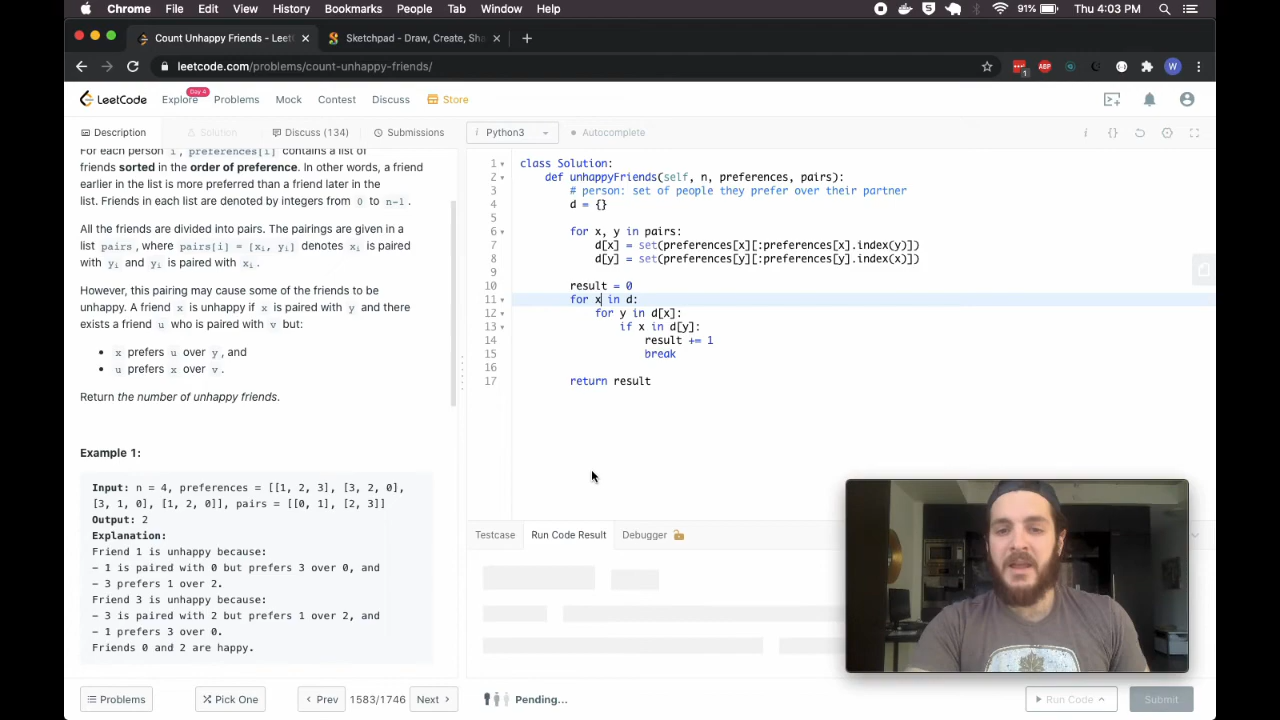 Chrome File Edit View History Bookmarks People Tab Window Help 91% Thu 4:03 PM
Count Unhappy Friends - Leet Sketchpad - Draw, Create, Sha
leetcode.com/problems/count-unhappy-friends/
LeetCode Explore Day 4 Problems Mock Contest Discuss Store
Description Solution Discuss (134) Submissions
i Python3 Autocomplete
For each person i, preferences[i] contains a list of
friends sorted in the order of preference. In other words, a friend
earlier in the list is more preferred than a friend later in the
list. Friends in each list are denoted by integers from 0 to n-1.
All the friends are divided into pairs. The pairings are given in a
list pairs, where pairs[i] = [xi, yi] denotes xi is paired
with yi and yi is paired with xi.
However, this pairing may cause some of the friends to be
unhappy. A friend x is unhappy if x is paired with y and there
exists a friend u who is paired with v but:
• x prefers u over y, and
• u prefers x over v.
Return the number of unhappy friends.
Example 1:
Input: n = 4, preferences = [[1, 2, 3], [3, 2, 0],
[3, 1, 0], [1, 2, 0]], pairs = [[0, 1], [2, 3]]
Output: 2
Explanation:
Friend 1 is unhappy because:
- 1 is paired with 0 but prefers 3 over 0, and
- 3 prefers 1 over 2.
Friend 3 is unhappy because:
- 3 is paired with 2 but prefers 1 over 2, and
- 1 prefers 3 over 0.
Friends 0 and 2 are happy.
1 class Solution:
2 def unhappyFriends(self, n, preferences, pairs):
3 # person: set of people they prefer over their partner
4 d = {}
5
6 for x, y in pairs:
7 d[x] = set(preferences[x][:preferences[x].index(y)])
8 d[y] = set(preferences[y][:preferences[y].index(x)])
9
10 result = 0
11 for x in d:
12 for y in d[x]:
13 if x in d[y]:
14 result += 1
15 break
16
17 return result
Testcase Run Code Result Debugger
Problems Pick One Prev 1583/1746 Next Pending... Run Code Submit